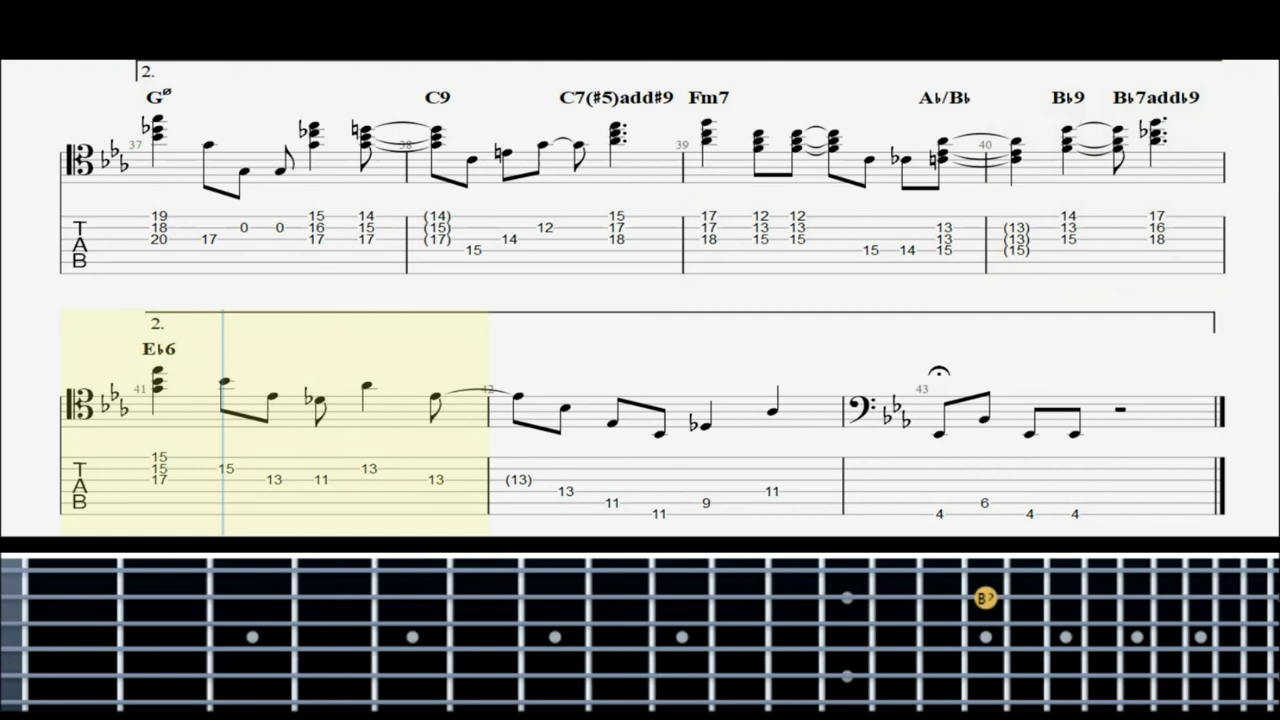 2.
Gø C9 C7(♯5)add♯9 Fm7 A♭/B♭ B♭9 B♭7add♭9
37 38 39 40
19 15 14 (14) 15 17 12 12 14 17
T 18 0 0 16 15 (15) 12 17 17 13 13 13 (13) 13 16
A 20 17 17 17 (17) 14 18 18 15 15 13 (13) 15 18
B 15 15 14 15 (15)
2.
E♭6
41 42 43
15
T 15 15 13
A 17 13 11 13 (13)
13 11
B 11 9 6
11 4 4 4
B♭